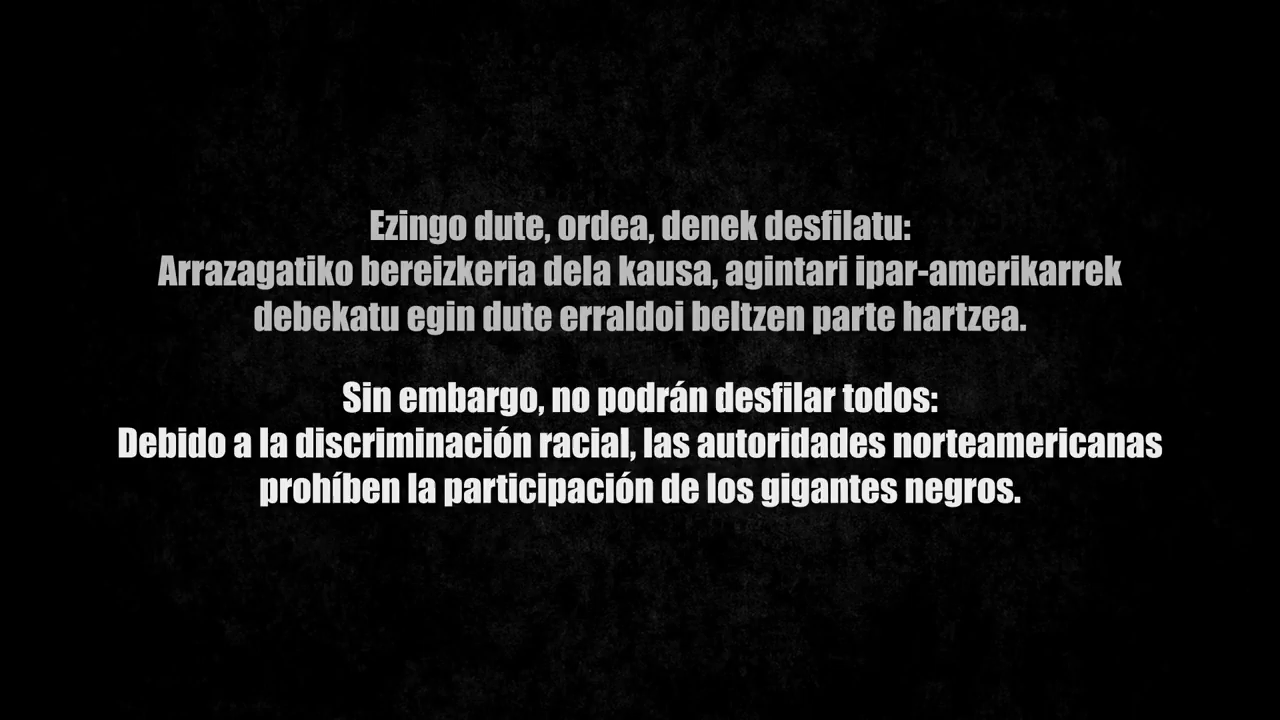 Ezingo dute, ordea, denek desfilatu:
Arrazagatiko bereizkeria dela kausa, agintari ipar-amerikarrek
debekatu egin dute erraldoi beltzen parte hartzea.
Sin embargo, no podrán desfilar todos:
Debido a la discriminación racial, las autoridades norteamericanas
prohíben la participación de los gigantes negros.